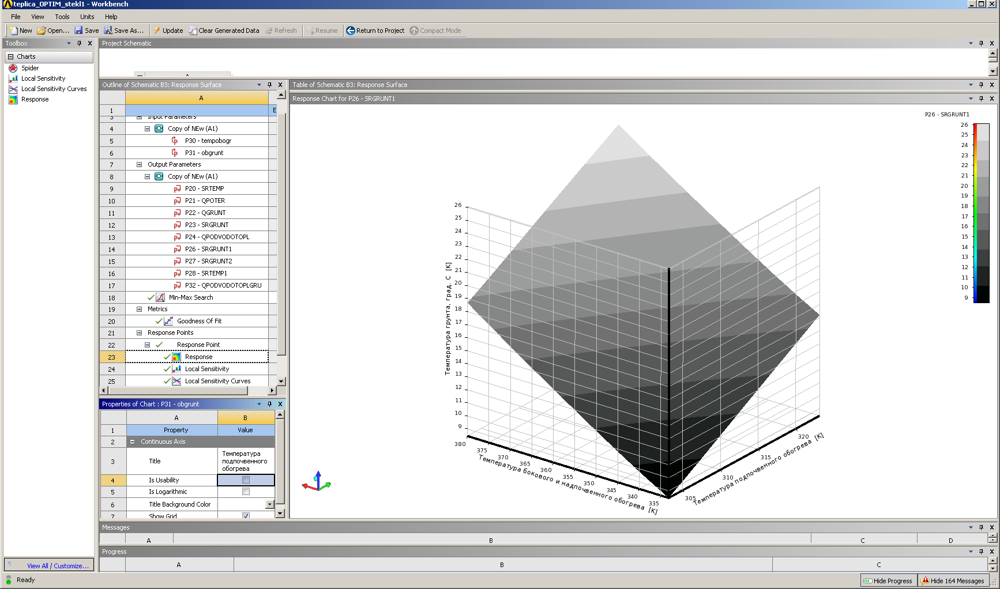 teplica_OPTIM_stekl1 - Workbench
File View Tools Units Help
New Open... Save Save As... Update Clear Generated Data Refresh Resume Return to Project Compact Mode
Toolbox
Charts
Spider
Local Sensitivity
Local Sensitivity Curves
Response
View All / Customize...
Project Schematic
A
Outline of Schematic B3: Response Surface
A
1 E
3 Input Parameters
4 Copy of NEw (A1)
5 P30 - tempobogr
6 P31 - obgrunt
7 Output Parameters
8 Copy of NEw (A1)
9 P20 - SRTEMP
10 P21 - QPOTER
11 P22 - QGRUNT
12 P23 - SRGRUNT
13 P24 - QPODVODOTOPL
14 P26 - SRGRUNT1
15 P27 - SRGRUNT2
16 P28 - SRTEMP1
17 P32 - QPODVODOTOPLGRU
18 Min-Max Search
19 Metrics
20 Goodness Of Fit
21 Response Points
22 Response Point
23 Response
24 Local Sensitivity
25 Local Sensitivity Curves
Properties of Chart : P31 - obgrunt
A B
1 Property Value
2 Continuous Axis
3 Title Температура
подпочвенного
обогрева
4 Is Usability
5 Is Logarithmic
6 Title Background Color
7 Show Grid
Table of Schematic B3: Response Surface
Response Chart for P26 - SRGRUNT1
P26 - SRGRUNT1
26
25
24
23
22
21
20
19
18
17
16
15
14
13
12
11
10
9
Температура грунта, град. С [K]
26
25
24
23
22
21
20
19
18
17
16
15
14
13
12
11
10
9
380
375
370
365
360
355
350
345
340
335
Температура бокового и надпочвенного обогрева [K]
305
310
315
320
Температура подпочвенного обогрева [K]
Messages
A B C D
Progress
A B C
Ready
Hide Progress Hide 164 Messages